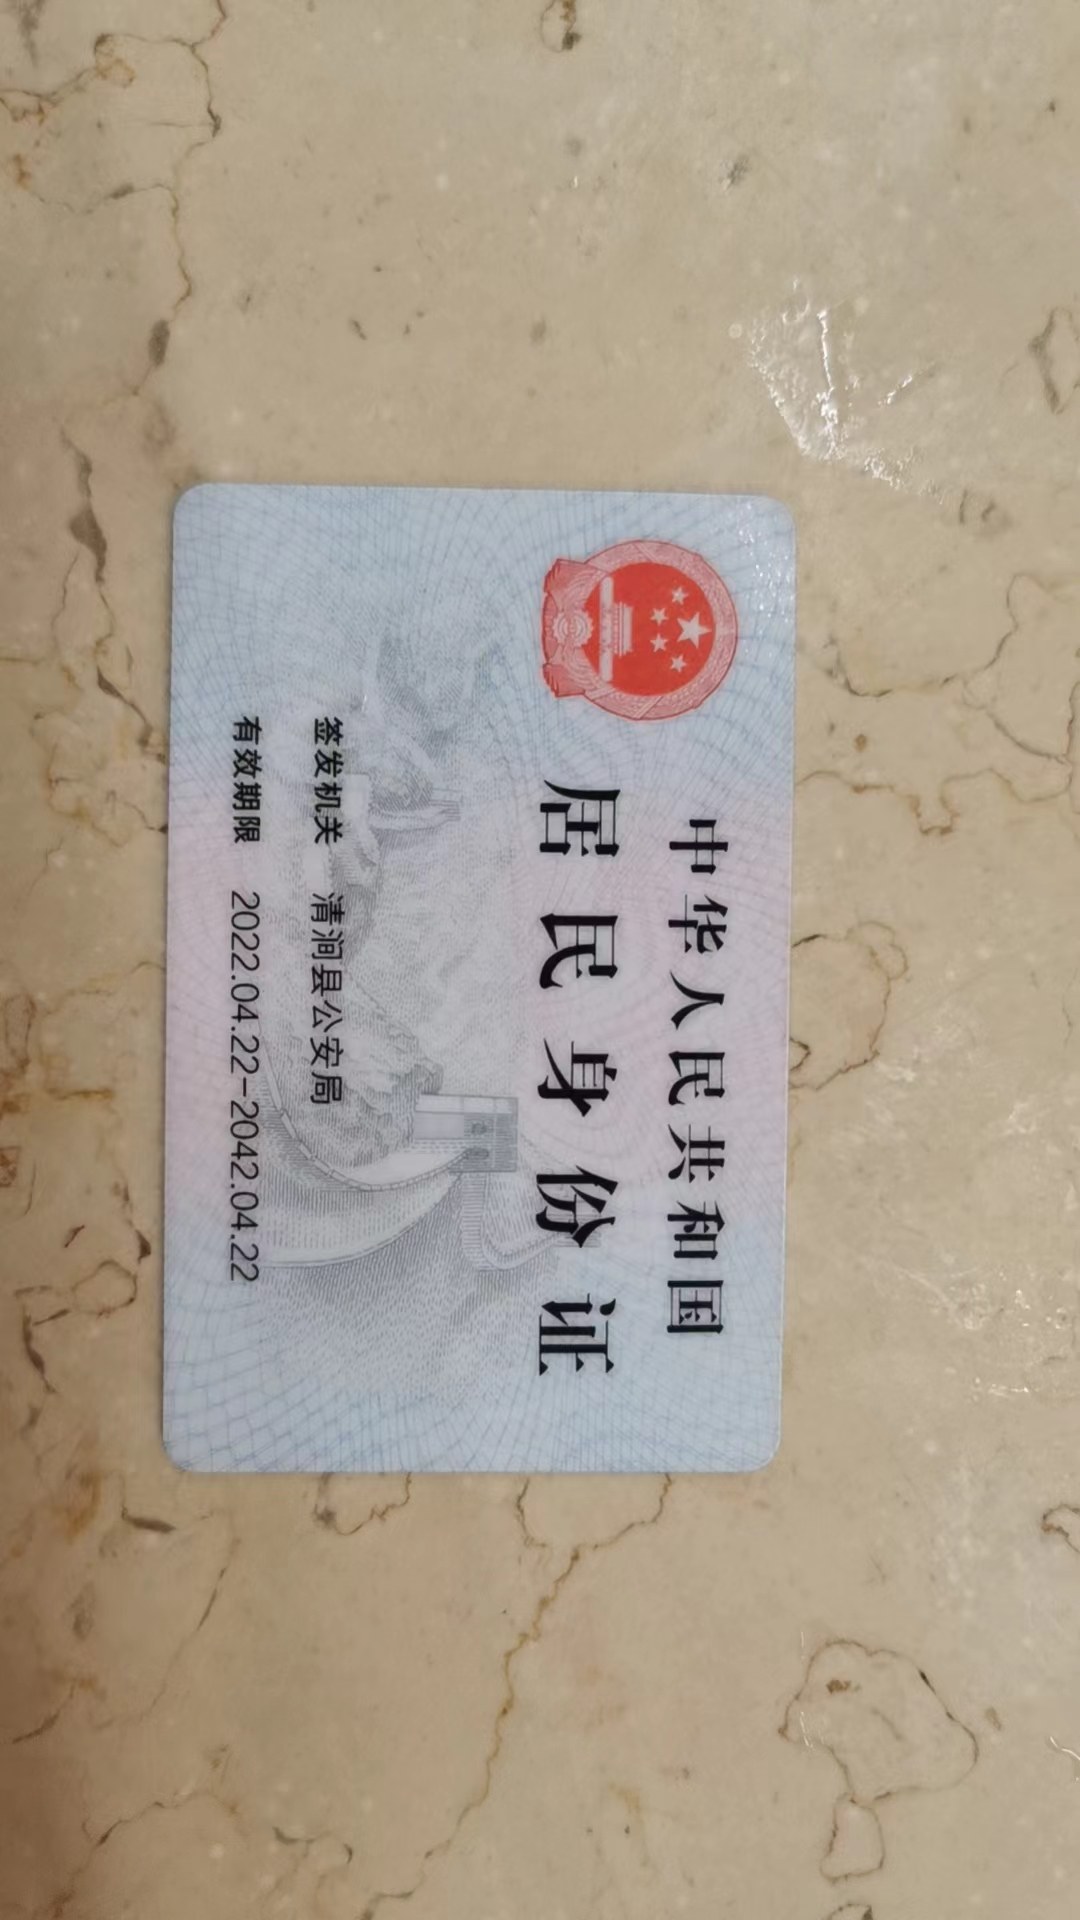 中华人民共和国
居民身份证
签发机关 清涧县公安局
有效期限 2022.04.22-2042.04.22